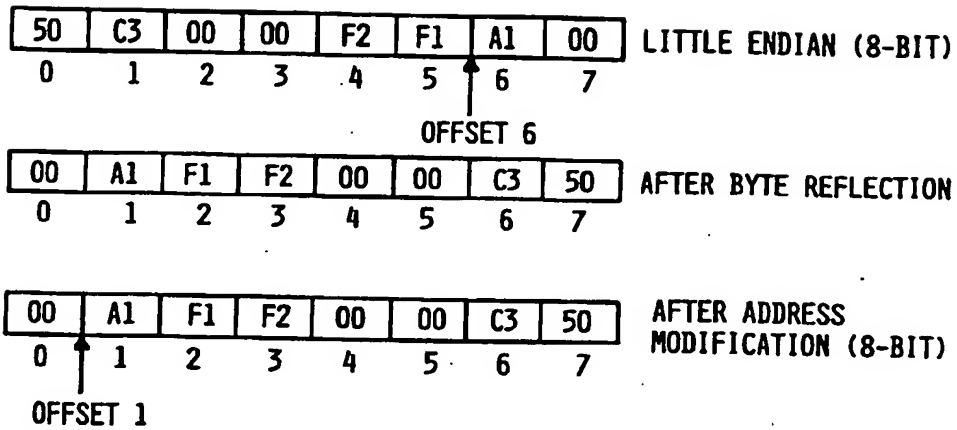 50 C3 00 00 F2 F1 A1 00 LITTLE ENDIAN (8-BIT)
0 1 2 3 4 5 6 7
OFFSET 6
00 A1 F1 F2 00 00 C3 50 AFTER BYTE REFLECTION
0 1 2 3 4 5 6 7
00 A1 F1 F2 00 00 C3 50 AFTER ADDRESS
MODIFICATION (8-BIT)
0 1 2 3 4 5 6 7
OFFSET 1